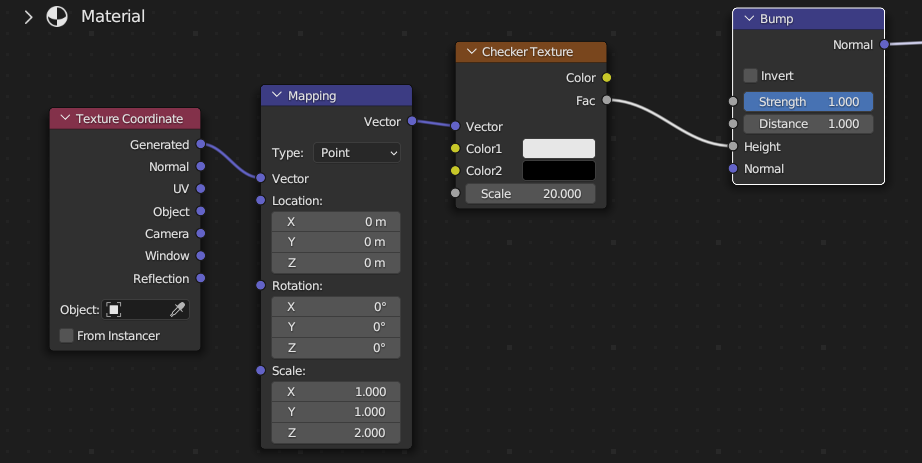 Material
Texture Coordinate
Generated
Normal
UV
Object
Camera
Window
Reflection
Object:
From Instancer
Mapping
Vector
Type: Point
Vector
Location:
X 0 m
Y 0 m
Z 0 m
Rotation:
X 0°
Y 0°
Z 0°
Scale:
X 1.000
Y 1.000
Z 2.000
Checker Texture
Color
Fac
Vector
Color1
Color2
Scale 20.000
Bump
Normal
Invert
Strength 1.000
Distance 1.000
Height
Normal